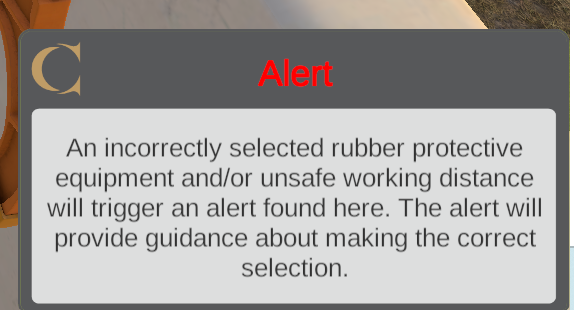 C
Alert
An incorrectly selected rubber protective
equipment and/or unsafe working distance
will trigger an alert found here. The alert will
provide guidance about making the correct
selection.